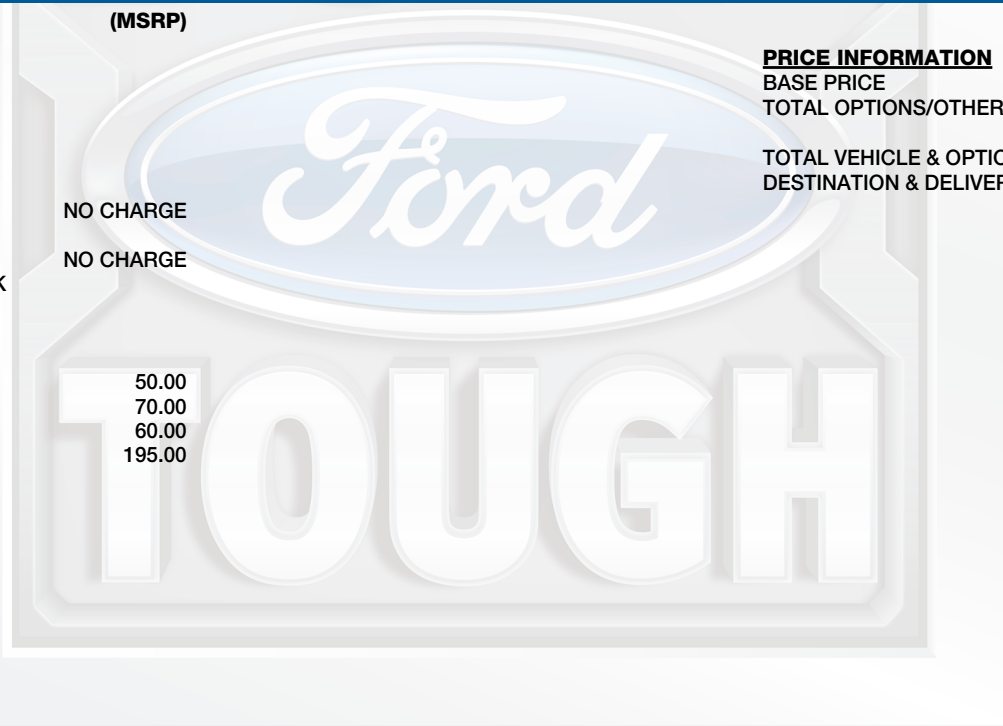 (MSRP)
PRICE INFORMATION
BASE PRICE
TOTAL OPTIONS/OTHER
TOTAL VEHICLE & OPTIO
DESTINATION & DELIVER
NO CHARGE
NO CHARGE
K
50.00
70.00
60.00
195.00
Ford
TOUGH